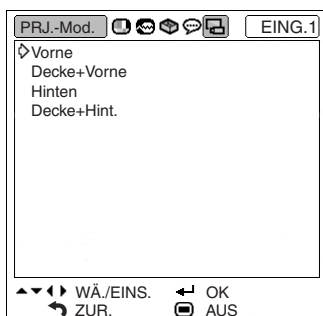 PRJ.-Mod. EING.1
Vorne
Decke+Vorne
Hinten
Decke+Hint.
WÄ./EINS. OK
ZUR. AUS